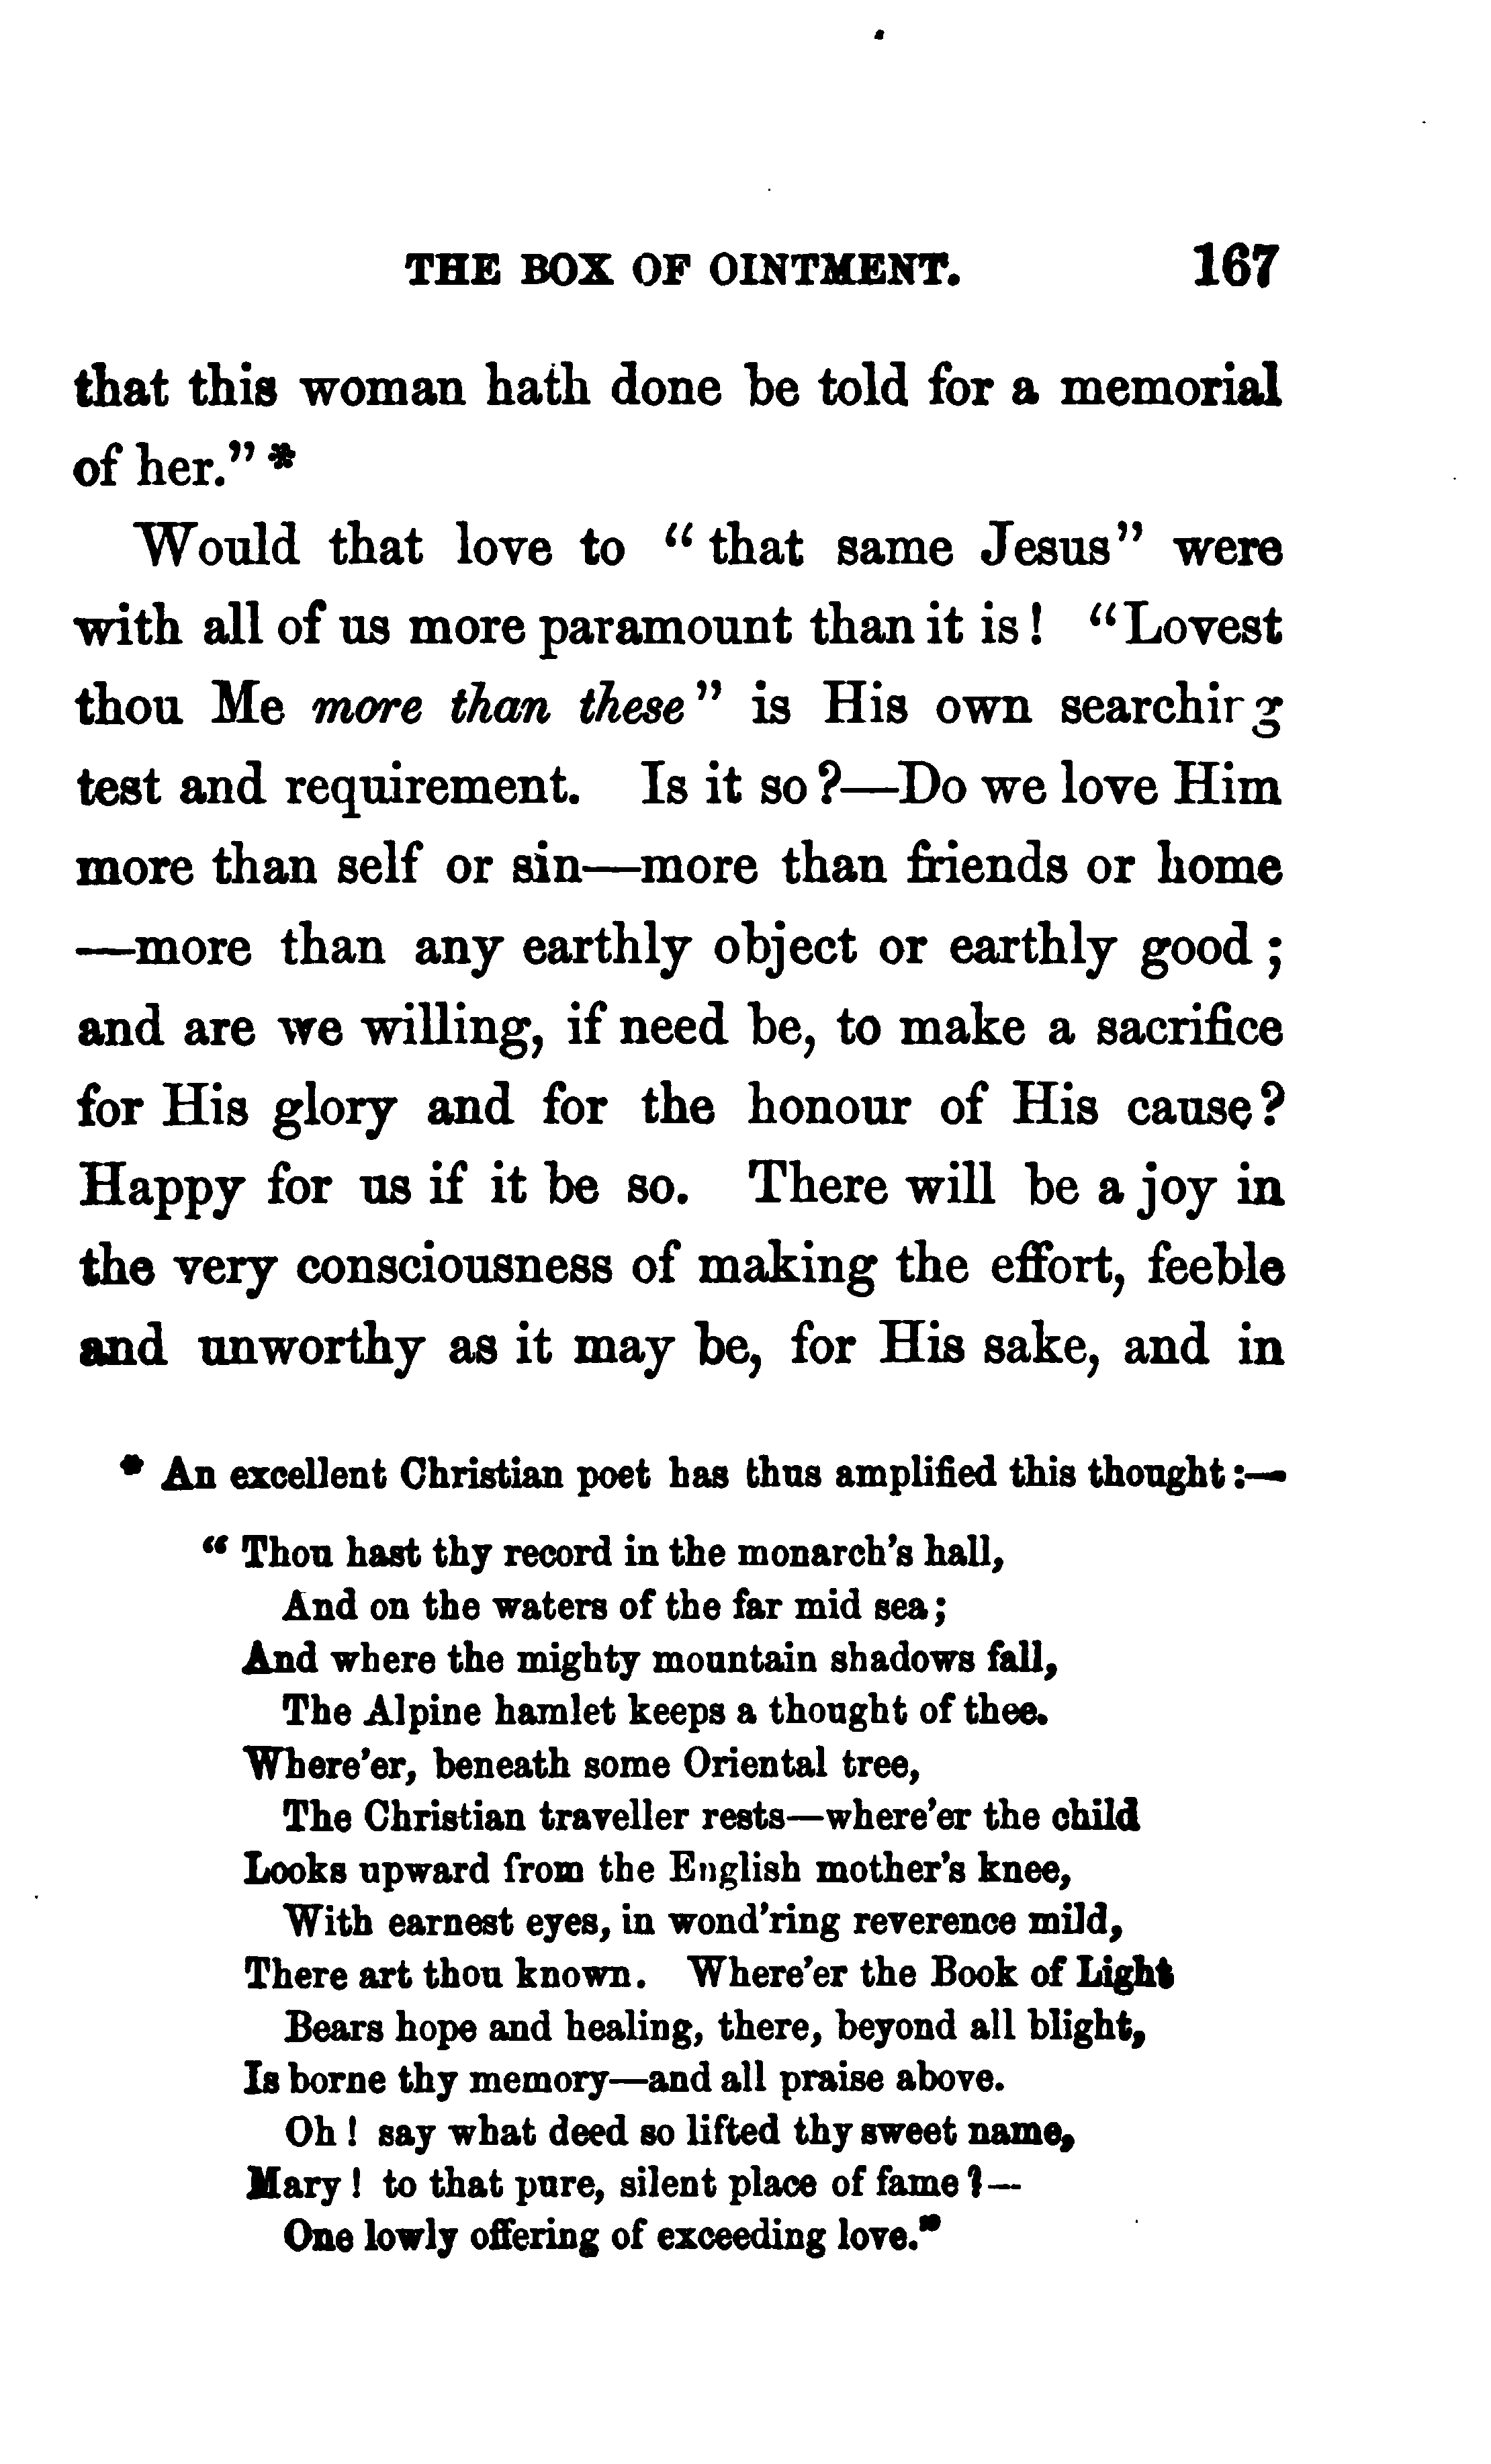 THE BOX OF OINTMENT. 167
that this woman hath done be told for a memorial
of her." *
Would that love to "that same Jesus" were
with all of us more paramount than it is! "Lovest
thou Me more than these" is His own searching
test and requirement. Is it so?—Do we love Him
more than self or sin—more than friends or home
—more than any earthly object or earthly good;
and are we willing, if need be, to make a sacrifice
for His glory and for the honour of His cause?
Happy for us if it be so. There will be a joy in
the very consciousness of making the effort, feeble
and unworthy as it may be, for His sake, and in
* An excellent Christian poet has thus amplified this thought:—
"Thou hast thy record in the monarch's hall,
And on the waters of the far mid sea;
And where the mighty mountain shadows fall,
The Alpine hamlet keeps a thought of thee.
Where'er, beneath some Oriental tree,
The Christian traveller rests—where'er the child
Looks upward from the English mother's knee,
With earnest eyes, in wond'ring reverence mild,
There art thou known. Where'er the Book of Light
Bears hope and healing, there, beyond all blight,
Is borne thy memory—and all praise above.
Oh! say what deed so lifted thy sweet name,
Mary! to that pure, silent place of fame?—
One lowly offering of exceeding love."